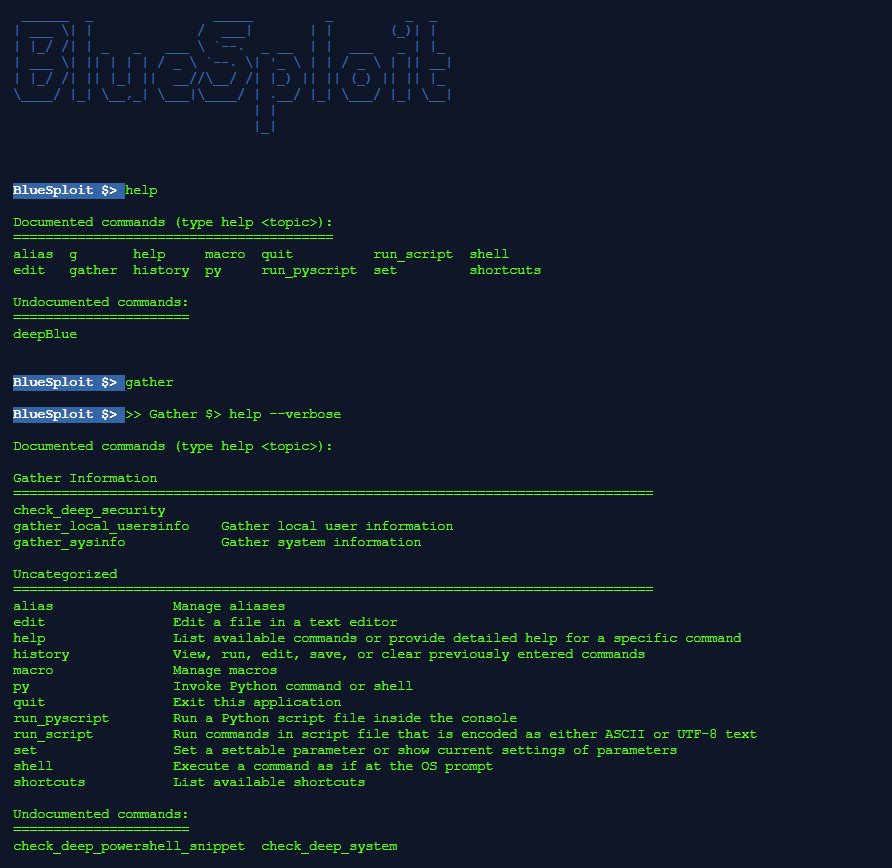 BlueSploit
BlueSploit $> help
Documented commands (type help <topic>):
========================================
alias  g       help     macro  quit          run_script  shell
edit   gather  history  py     run_pyscript  set         shortcuts
Undocumented commands:
======================
deepBlue
BlueSploit $> gather
BlueSploit $> >> Gather $> help --verbose
Documented commands (type help <topic>):
Gather Information
================================================================================
check_deep_security
gather_local_usersinfo    Gather local user information
gather_sysinfo            Gather system information
Uncategorized
================================================================================
alias               Manage aliases
edit                Edit a file in a text editor
help                List available commands or provide detailed help for a specific command
history             View, run, edit, save, or clear previously entered commands
macro               Manage macros
py                  Invoke Python command or shell
quit                Exit this application
run_pyscript        Run a Python script file inside the console
run_script          Run commands in script file that is encoded as either ASCII or UTF-8 text
set                 Set a settable parameter or show current settings of parameters
shell               Execute a command as if at the OS prompt
shortcuts           List available shortcuts
Undocumented commands:
======================
check_deep_powershell_snippet  check_deep_system